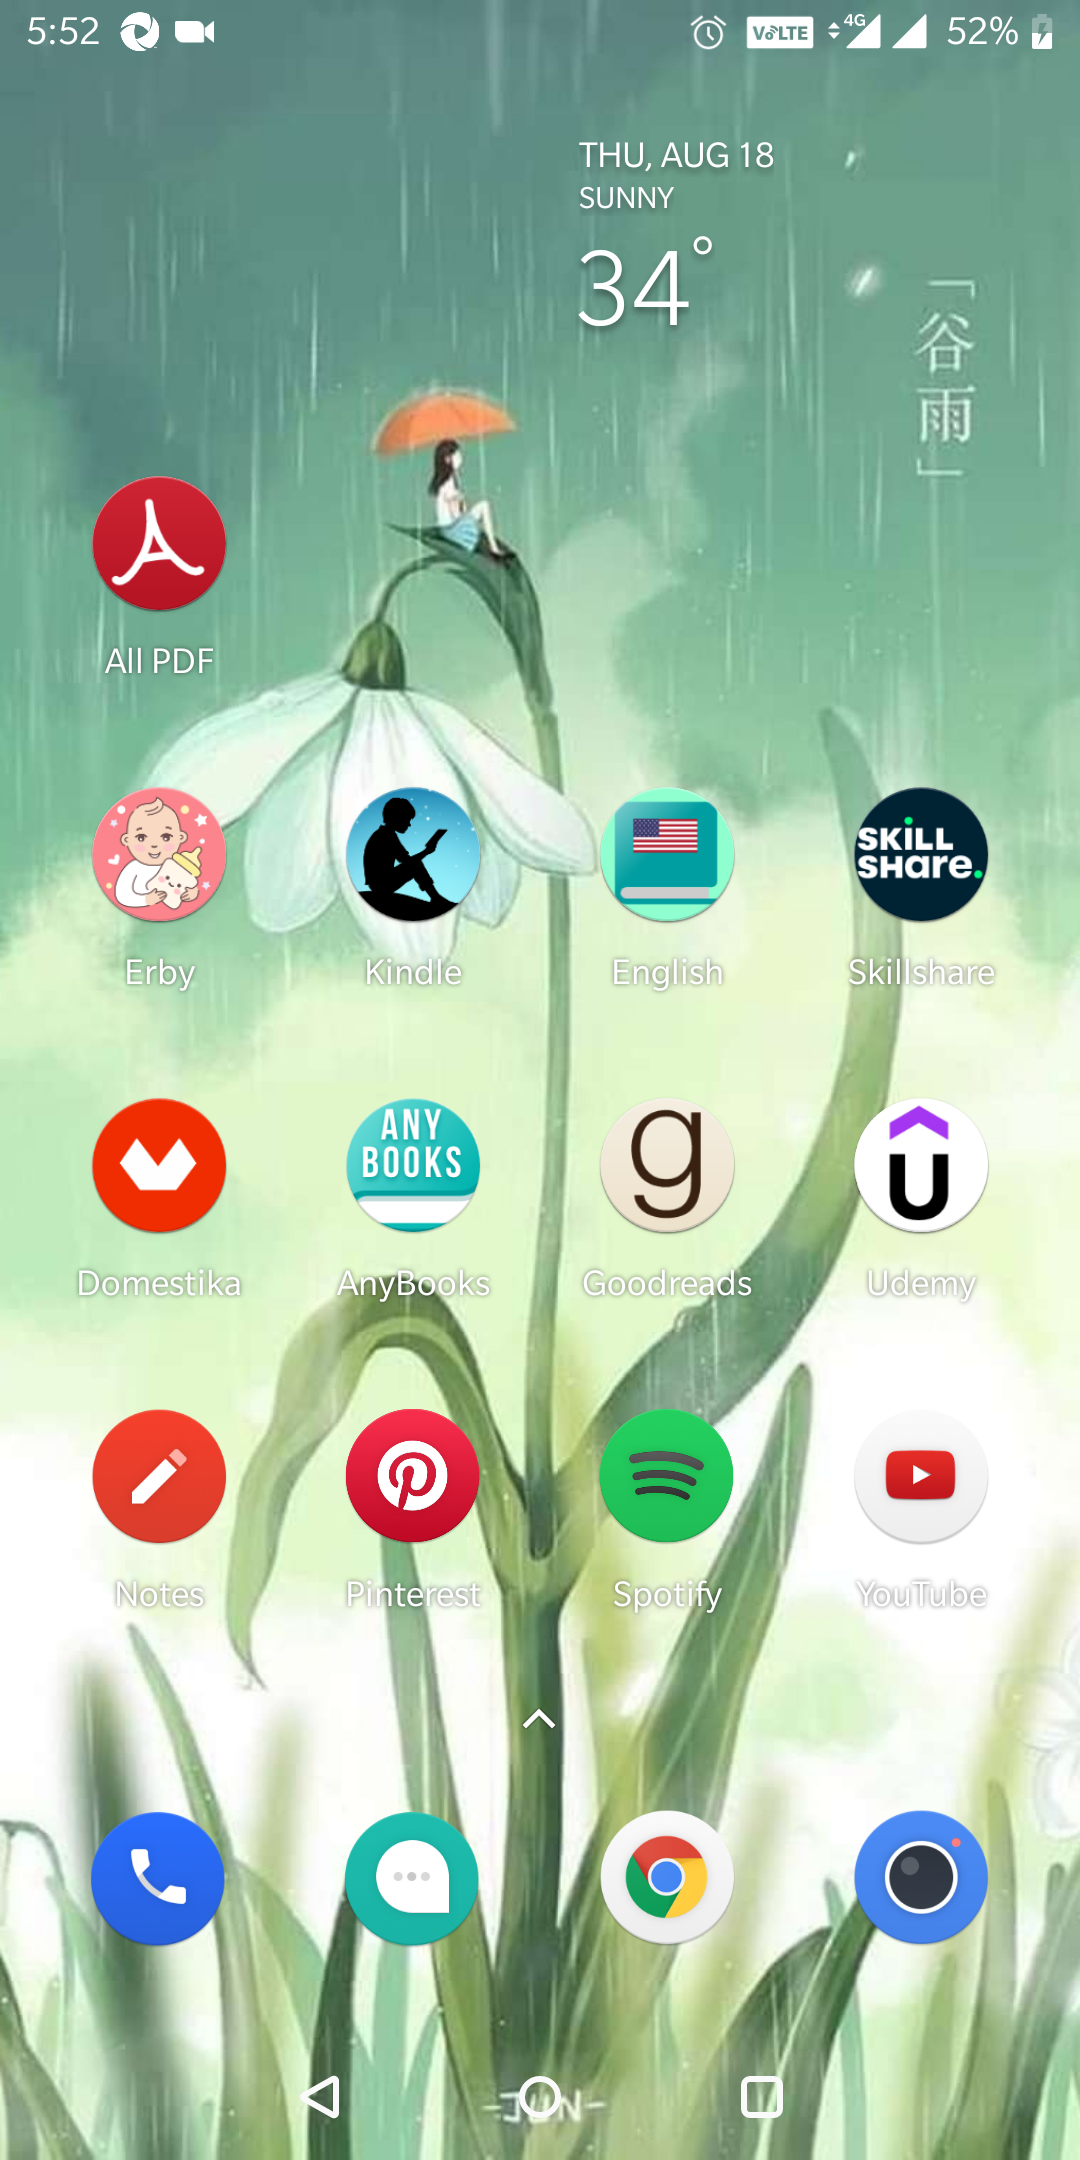 5:52
VoLTE
4G
52%
THU, AUG 18
SUNNY
34°
「谷雨」
All PDF
Erby
Kindle
English
SKILL
SHare.
Skillshare
Domestika
ANY
BOOKS
AnyBooks
g
Goodreads
u
Udemy
Notes
Pinterest
Spotify
YouTube
-JUN-